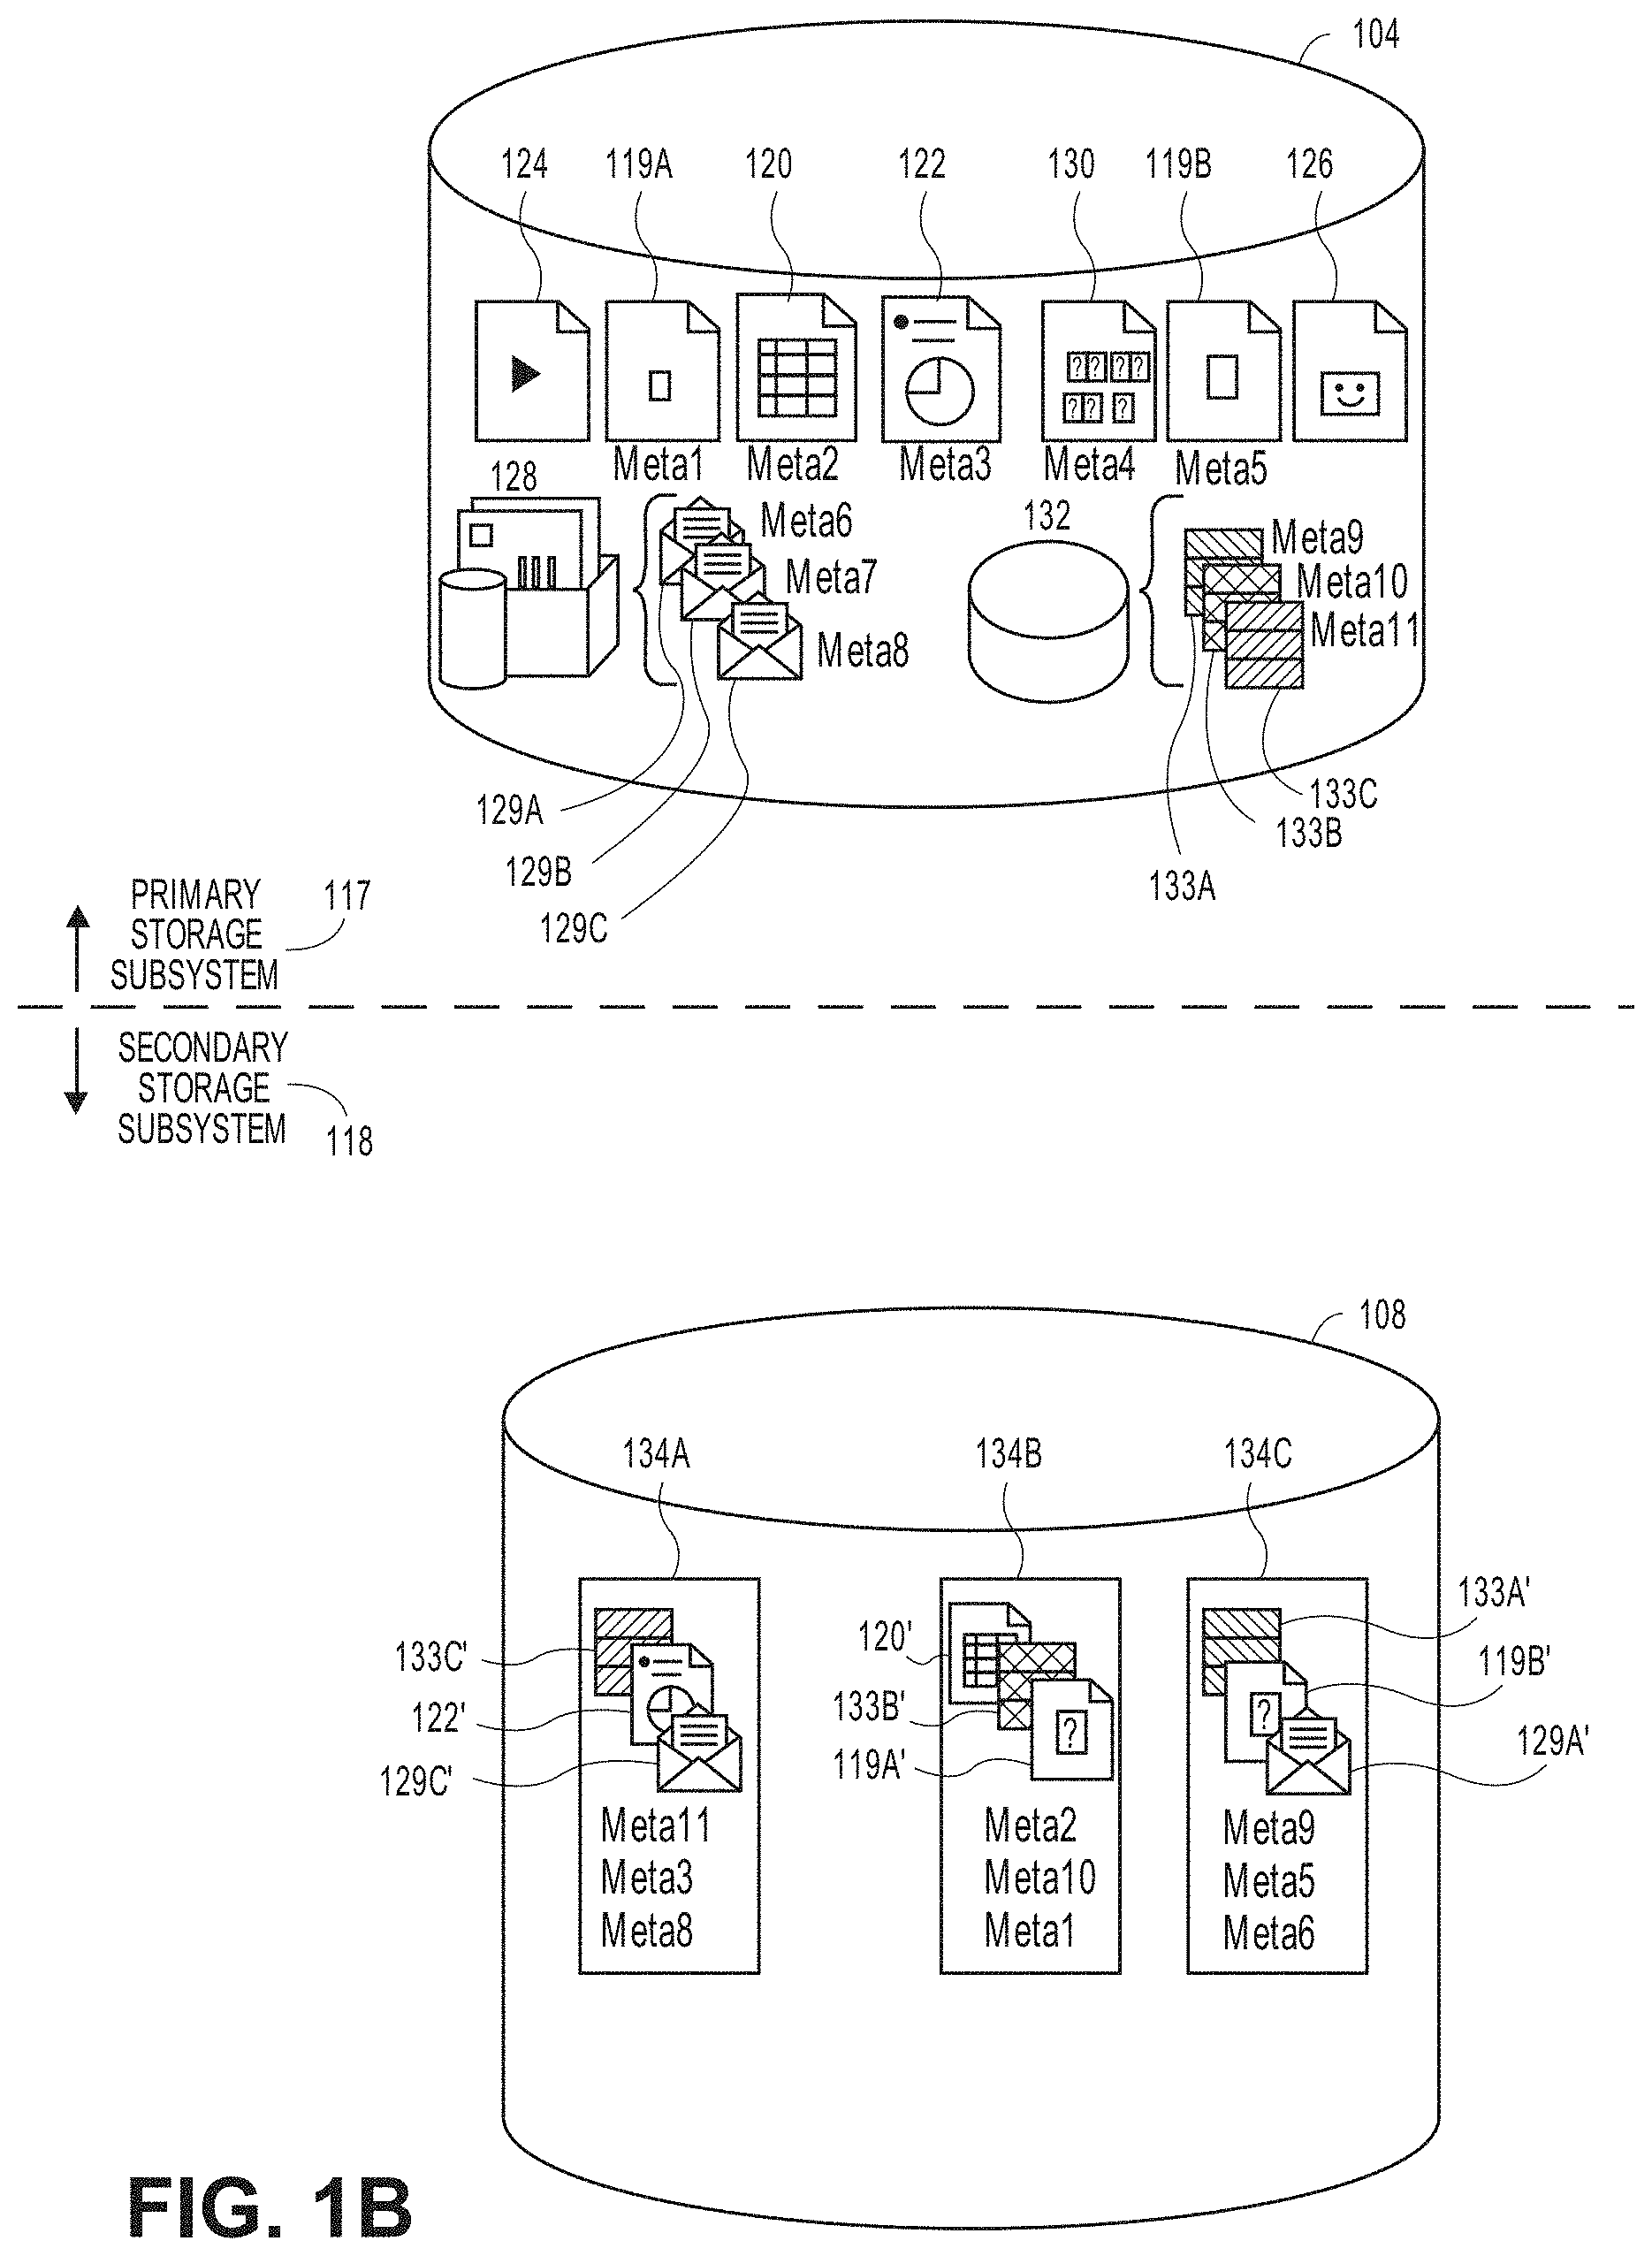 104
124 119A 120 122 130 119B 126
? ? ? ?
? ? ?
Meta1 Meta2 Meta3 Meta4 Meta5
128 132
Meta6 Meta9
Meta7 Meta10
Meta8 Meta11
129A 133C
129B 133B
129C 133A
PRIMARY 117
STORAGE
SUBSYSTEM
SECONDARY
STORAGE
SUBSYSTEM 118
108
134A 134B 134C
133A'
133C' 120' 119B'
122' 133B' ? ?
129C' 119A' 129A'
Meta11 Meta2 Meta9
Meta3 Meta10 Meta5
Meta8 Meta1 Meta6
FIG. 1B